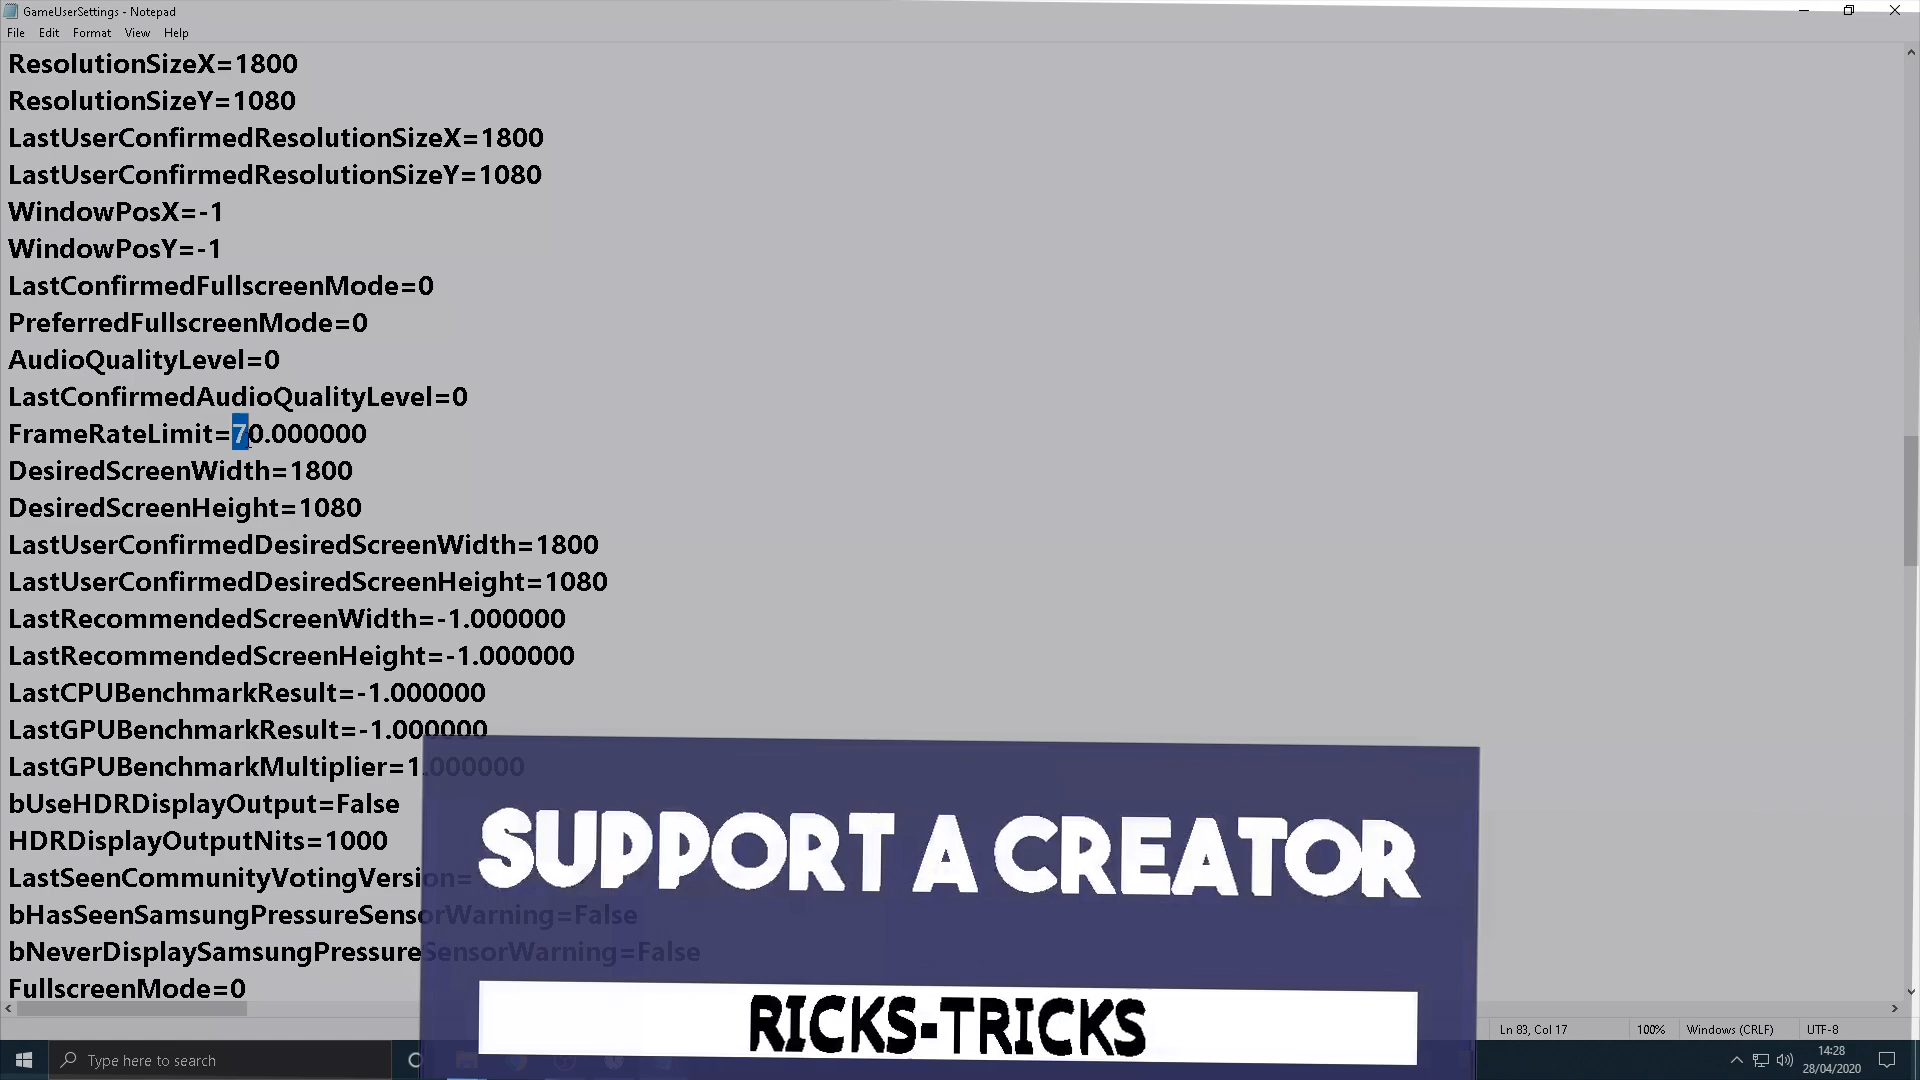 GameUserSettings - Notepad
File Edit Format View Help
ResolutionSizeX=1800
ResolutionSizeY=1080
LastUserConfirmedResolutionSizeX=1800
LastUserConfirmedResolutionSizeY=1080
WindowPosX=-1
WindowPosY=-1
LastConfirmedFullscreenMode=0
PreferredFullscreenMode=0
AudioQualityLevel=0
LastConfirmedAudioQualityLevel=0
FrameRateLimit=70.000000
DesiredScreenWidth=1800
DesiredScreenHeight=1080
LastUserConfirmedDesiredScreenWidth=1800
LastUserConfirmedDesiredScreenHeight=1080
LastRecommendedScreenWidth=-1.000000
LastRecommendedScreenHeight=-1.000000
LastCPUBenchmarkResult=-1.000000
LastGPUBenchmarkResult=-1.000000
LastGPUBenchmarkMultiplier=1.000000
bUseHDRDisplayOutput=False
HDRDisplayOutputNits=1000
LastSeenCommunityVotingVersion=
bHasSeenSamsungPressureSensorWarning=False
bNeverDisplaySamsungPressureSensorWarning=False
FullscreenMode=0
SUPPORT A CREATOR
RICKS-TRICKS
Ln 83, Col 17 100% Windows (CRLF) UTF-8
Type here to search
14:28
28/04/2020